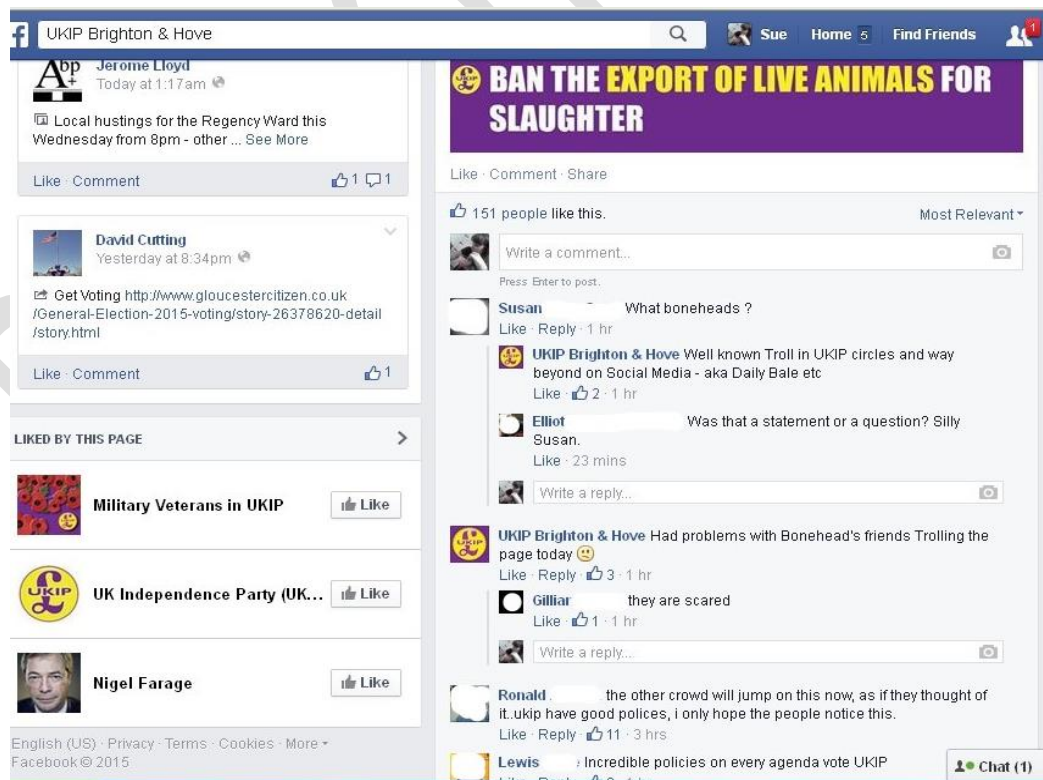 f UKIP Brighton & Hove Sue Home 5 Find Friends 1
Abp+ Jerome Lloyd
Today at 1:17am
Local hustings for the Regency Ward this
Wednesday from 8pm - other ... See More
Like · Comment 1 1
David Cutting
Yesterday at 8:34pm
Get Voting http://www.gloucestercitizen.co.uk
/General-Election-2015-voting/story-26378620-detail
/story.html
Like · Comment 1
LIKED BY THIS PAGE
Military Veterans in UKIP Like
UKIP
UK Independence Party (UK... Like
Nigel Farage Like
English (US) · Privacy · Terms · Cookies · More
Facebook © 2015
BAN THE EXPORT OF LIVE ANIMALS FOR
SLAUGHTER
Like · Comment · Share
151 people like this. Most Relevant
Write a comment...
Press Enter to post.
Susan What boneheads ?
Like · Reply · 1 hr
UKIP Brighton & Hove Well known Troll in UKIP circles and way
beyond on Social Media - aka Daily Bale etc
Like · 2 · 1 hr
Elliot Was that a statement or a question? Silly
Susan.
Like · 23 mins
Write a reply...
UKIP Brighton & Hove Had problems with Bonehead's friends Trolling the
page today
Like · Reply · 3 · 1 hr
Gillian they are scared
Like · 1 · 1 hr
Write a reply...
Ronald the other crowd will jump on this now, as if they thought of
it..ukip have good polices, i only hope the people notice this.
Like · Reply · 11 · 3 hrs
Lewis Incredible policies on every agenda vote UKIP
Chat (1)